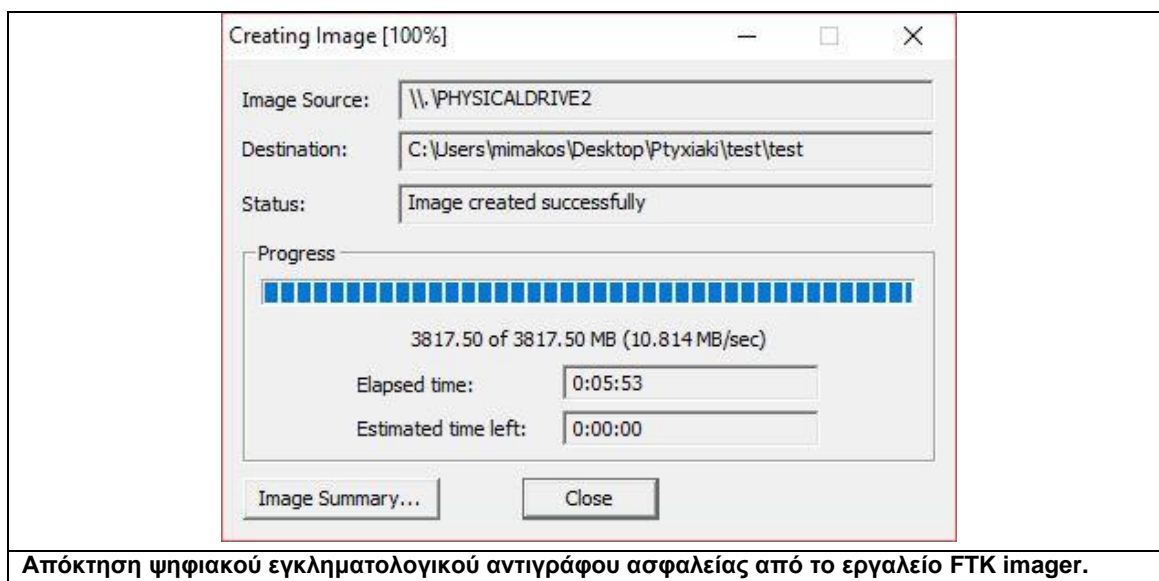 Creating Image [100%]
Image Source: \\.\PHYSICALDRIVE2
Destination: C:\Users\mimakos\Desktop\Ptyxiaki\test\test
Status: Image created successfully
Progress
3817.50 of 3817.50 MB (10.814 MB/sec)
Elapsed time: 0:05:53
Estimated time left: 0:00:00
Image Summary... Close
Απόκτηση ψηφιακού εγκληματολογικού αντιγράφου ασφαλείας από το εργαλείο FTK imager.